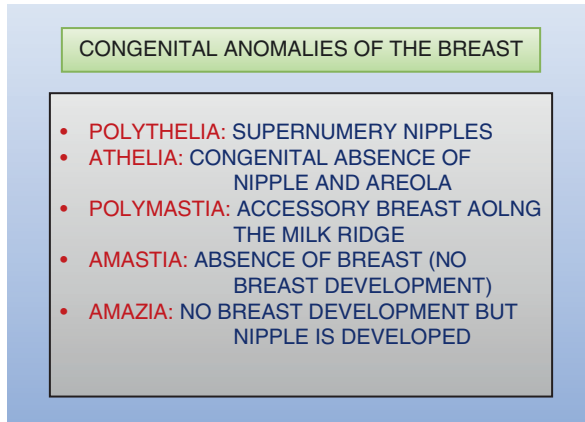 CONGENITAL ANOMALIES OF THE BREAST
• POLYTHELIA: SUPERNUMERY NIPPLES
• ATHELIA: CONGENITAL ABSENCE OF
NIPPLE AND AREOLA
• POLYMASTIA: ACCESSORY BREAST AOLNG
THE MILK RIDGE
• AMASTIA: ABSENCE OF BREAST (NO
BREAST DEVELOPMENT)
• AMAZIA: NO BREAST DEVELOPMENT BUT
NIPPLE IS DEVELOPED